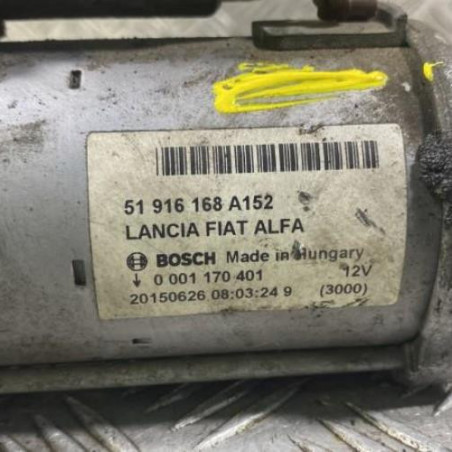 51 916 168 A152
LANCIA FIAT ALFA
BOSCH Made in Hungary
0 001 170 401 12V
20150626 08:03:24 9 (3000)